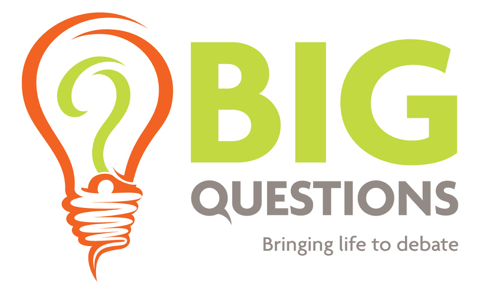 BIG
QUESTIONS
Bringing life to debate